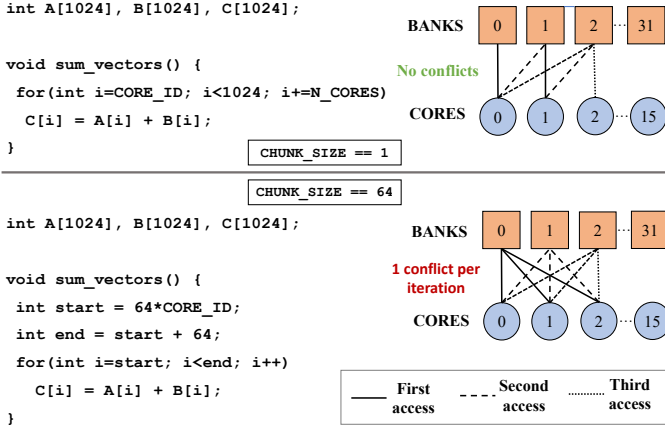 int A[1024], B[1024], C[1024];
void sum_vectors() {
for(int i=CORE_ID; i<1024; i+=N_CORES)
C[i] = A[i] + B[i];
}
CHUNK_SIZE == 1
BANKS
0
1
2
31
No conflicts
CORES
0
1
2
15
CHUNK_SIZE == 64
int A[1024], B[1024], C[1024];
void sum_vectors() {
int start = 64*CORE_ID;
int end = start + 64;
for(int i=start; i<end; i++)
C[i] = A[i] + B[i];
}
BANKS
0
1
2
31
1 conflict per
iteration
CORES
0
1
2
15
First
access
Second
access
Third
access